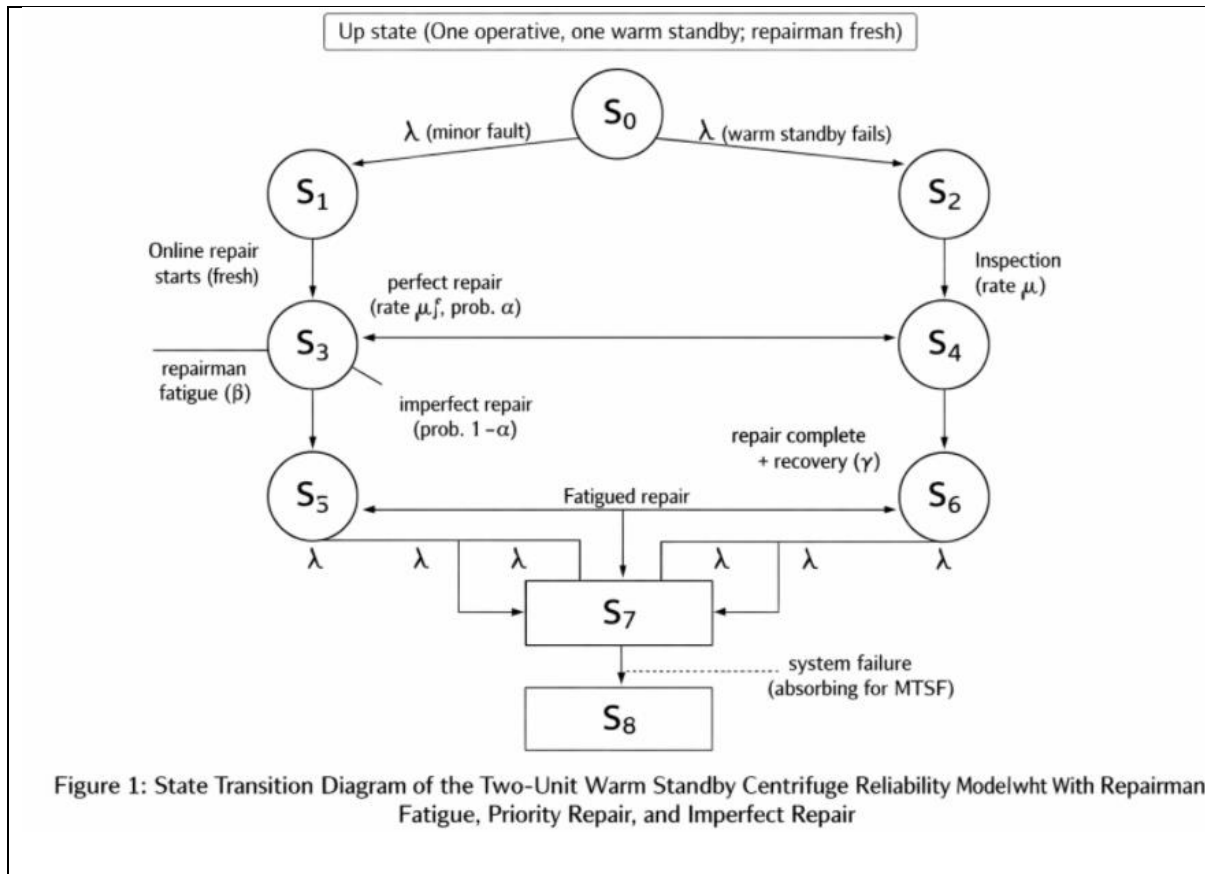 Up state (One operative, one warm standby; repairman fresh)
S₀
λ (minor fault)
λ (warm standby fails)
S₁
S₂
Online repair
starts (fresh)
Inspection
(rate μ)
perfect repair
(rate μf, prob. α)
S₃
S₄
repairman
fatigue (β)
imperfect repair
(prob. 1−α)
repair complete
+ recovery (γ)
S₅
S₆
Fatigued repair
λ λ λ λ λ λ
S₇
system failure
(absorbing for MTSF)
S₈
Figure 1: State Transition Diagram of the Two-Unit Warm Standby Centrifuge Reliability Modelwht With Repairman
Fatigue, Priority Repair, and Imperfect Repair